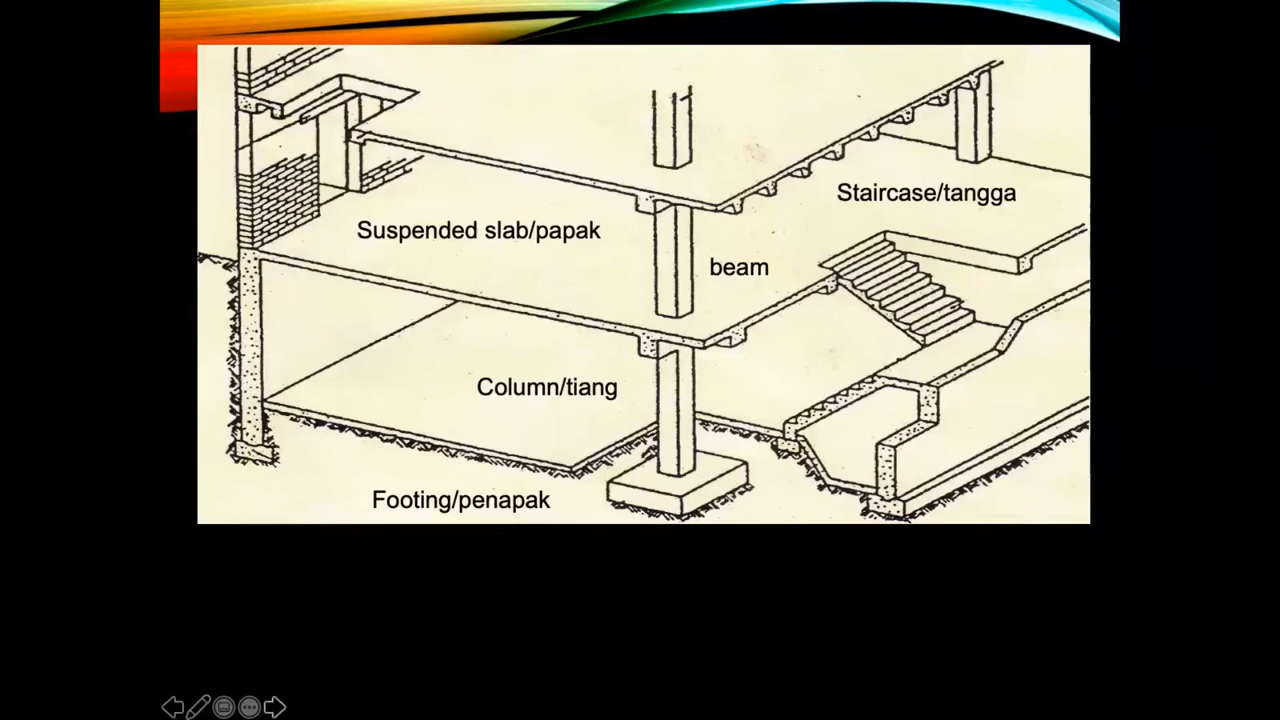 Staircase/tangga
Suspended slab/papak
beam
Column/tiang
Footing/penapak